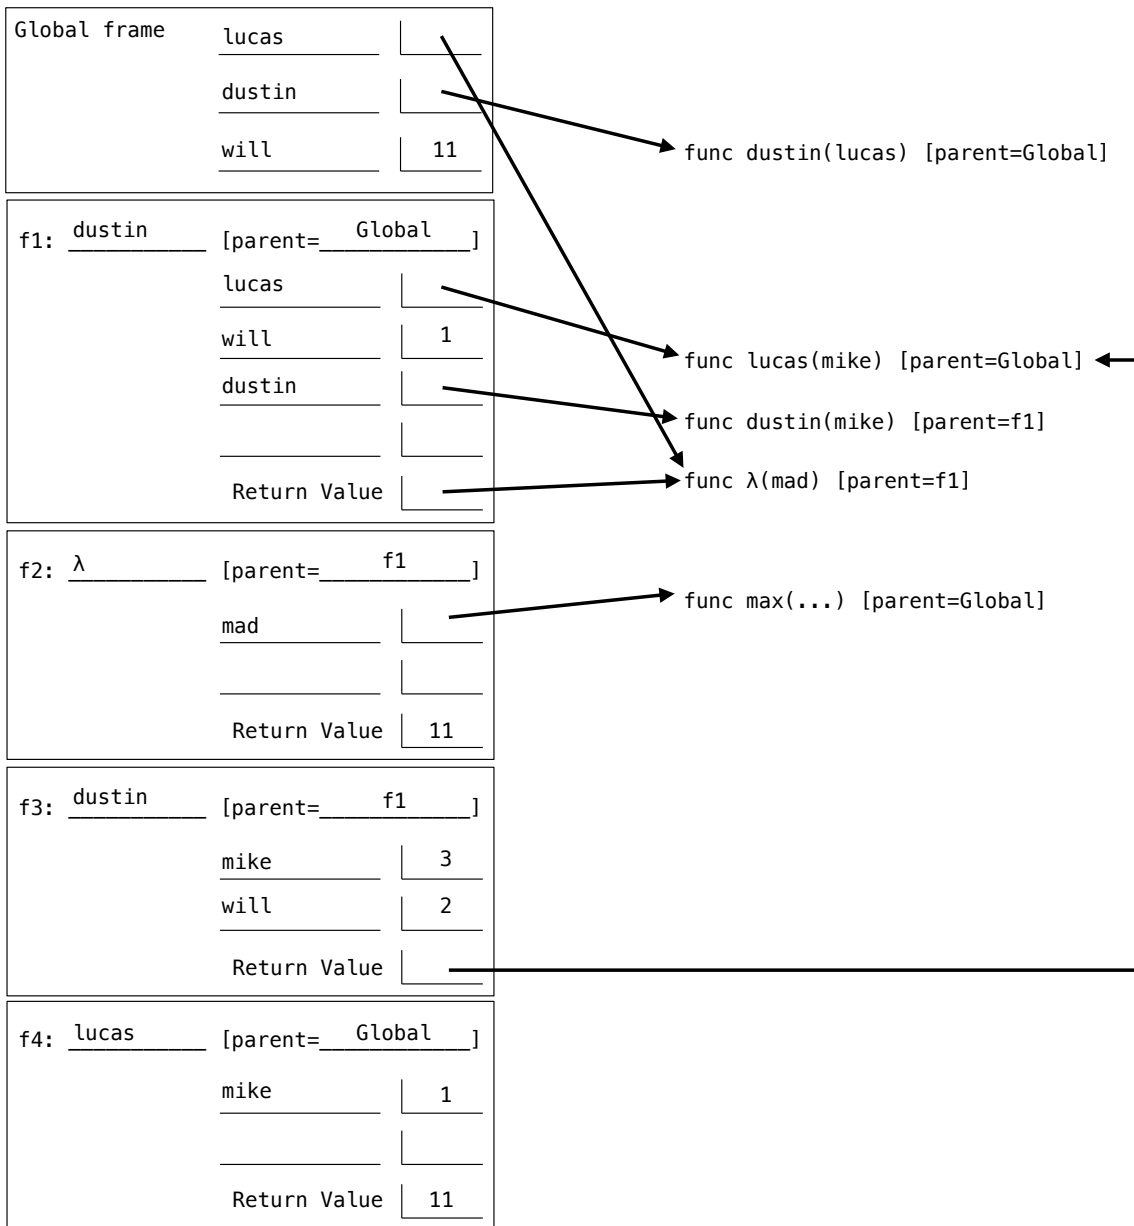 Global frame
lucas
dustin
will 11
func dustin(lucas) [parent=Global]
f1: dustin [parent=Global]
lucas
will 1
func lucas(mike) [parent=Global]
dustin
func dustin(mike) [parent=f1]
Return Value
func λ(mad) [parent=f1]
f2: λ [parent=f1]
func max(...) [parent=Global]
mad
Return Value 11
f3: dustin [parent=f1]
mike 3
will 2
Return Value
f4: lucas [parent=Global]
mike 1
Return Value 11